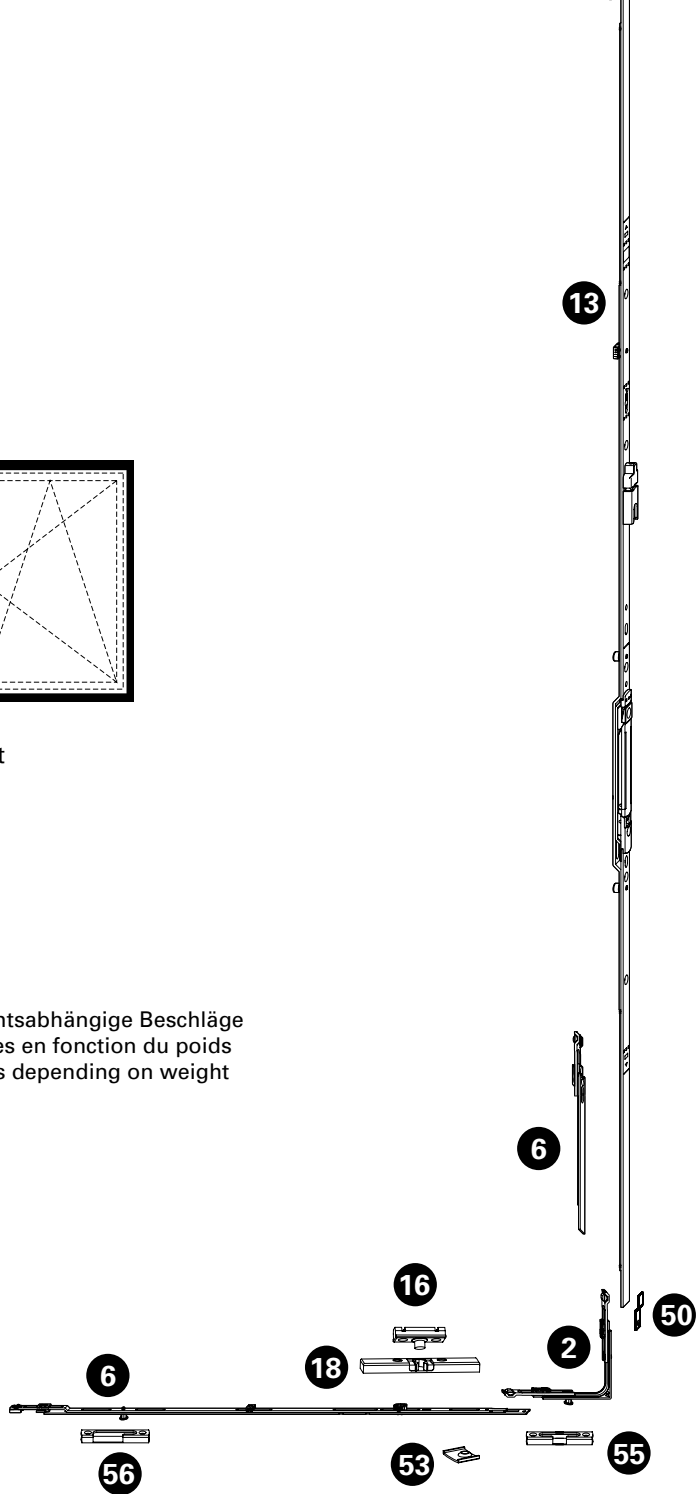 13
t
ntsabhängige Beschläge
es en fonction du poids
s depending on weight
6
16
50
2
18
6
55
53
56